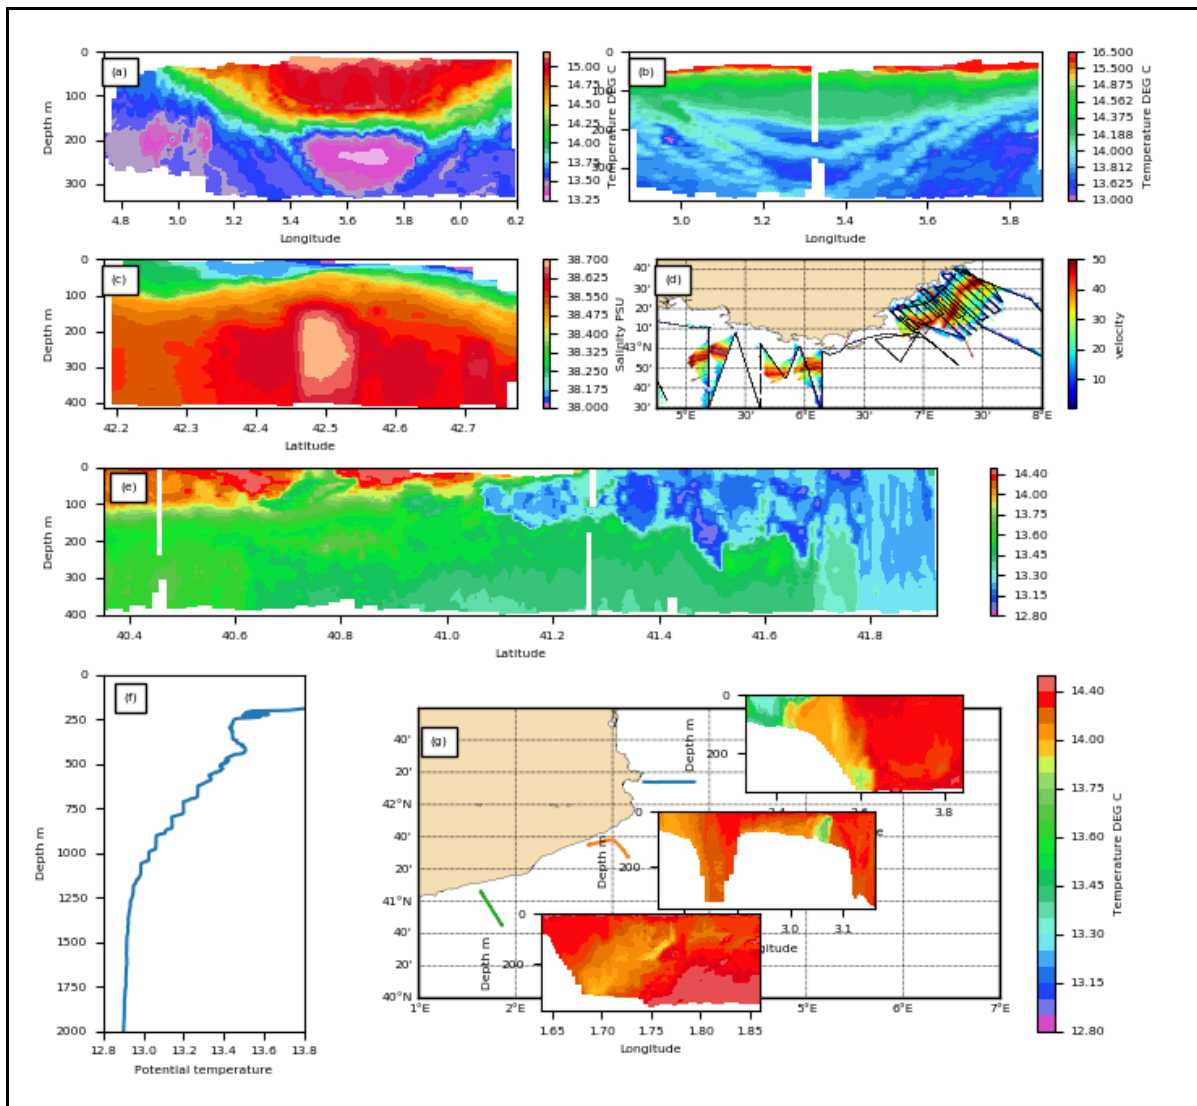 (a)
Depth m
0
100
200
300
4.8 5.0 5.2 5.4 5.6 5.8 6.0 6.2
Longitude
15.00
14.75
14.50
14.25
14.00
13.75
13.50
13.25
Temperature DEG C
(b)
0
100
200
300
5.0 5.2 5.4 5.6 5.8
Longitude
16.500
15.500
14.875
14.562
14.375
14.188
14.000
13.812
13.625
13.000
Temperature DEG C
(c)
Depth m
0
100
200
300
400
42.2 42.3 42.4 42.5 42.6 42.7
Latitude
38.700
38.625
38.550
38.475
38.400
38.325
38.250
38.175
38.000
Salinity PSU
(d)
40'
20'
10'
43°N
50'
40'
30'
5°E 30' 6°E 30' 7°E 30' 8°E
50
40
30
20
10
velocity
(e)
Depth m
0
100
200
300
400
40.4 40.6 40.8 41.0 41.2 41.4 41.6 41.8
Latitude
14.40
14.00
13.60
13.45
13.30
13.15
12.80
(f)
Depth m
0
250
500
750
1000
1250
1500
1750
2000
12.8 13.0 13.2 13.4 13.6 13.8
Potential temperature
(g)
40'
20'
42°N
40'
20'
41°N
40'
20'
40°N
1°E 2°E 5°E 6°E 7°E
Depth m
0
200
3.4 3.6 3.8
Depth m
0
200
3.0 3.1
ngitude
Depth m
0
200
1.65 1.70 1.75 1.80 1.85
Longitude
14.40
14.00
13.60
13.45
13.30
13.15
12.80
Temperature DEG C